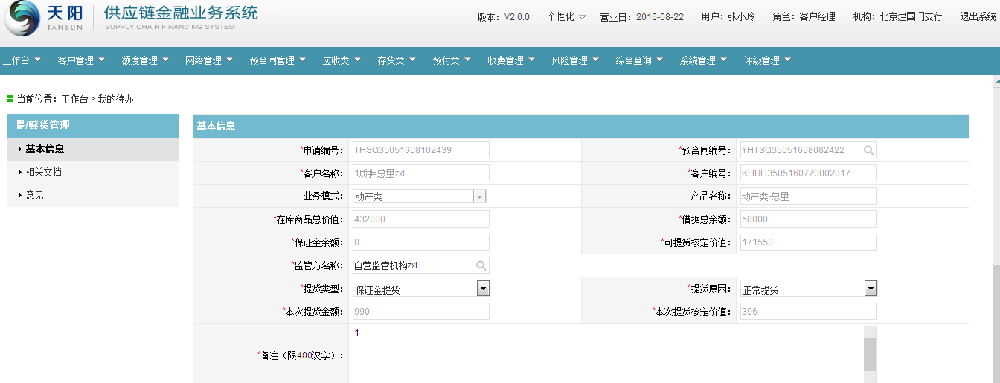 天阳
TANSUN
供应链金融业务系统
SUPPLY CHAIN FINANCING SYSTEM
版本：V2.0.0 个性化 营业日：2016-08-22 用户：张小玲 角色：客户经理 机构：北京建国门支行 退出系统
工作台 客户管理 额度管理 网络管理 预合同管理 应收类 存货类 预付类 收费管理 风险管理 综合查询 系统管理 评级管理
当前位置：工作台 > 我的待办
提/赎货管理
基本信息
相关文档
意见
基本信息
*申请编号： THSQ35051608102439 *预合同编号： YHTSQ35051608082422
*客户名称： 1质押总量zxl *客户编号： KHBH3505160720002017
业务模式： 动产类 产品名称： 动产类-总量
*在库商品总价值： 432000 *借据总余额： 50000
*保证金余额： 0 *可提货核定价值： 171550
*监管方名称： 自营监管机构zxl
*提货类型： 保证金提货 *提货原因： 正常提货
*本次提货金额： 990 *本次提货核定价值： 396
*备注（限400汉字）： 1